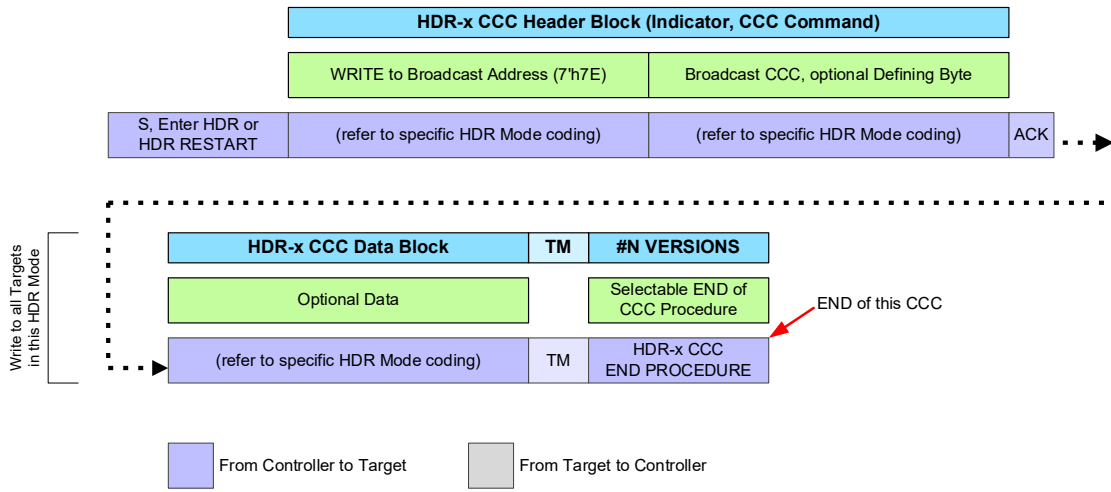 HDR-x CCC Header Block (Indicator, CCC Command)
WRITE to Broadcast Address (7'h7E)
Broadcast CCC, optional Defining Byte
S, Enter HDR or
HDR RESTART
(refer to specific HDR Mode coding)
(refer to specific HDR Mode coding)
ACK
Write to all Targets
in this HDR Mode
HDR-x CCC Data Block
TM
#N VERSIONS
Optional Data
Selectable END of
CCC Procedure
END of this CCC
(refer to specific HDR Mode coding)
TM
HDR-x CCC
END PROCEDURE
From Controller to Target
From Target to Controller